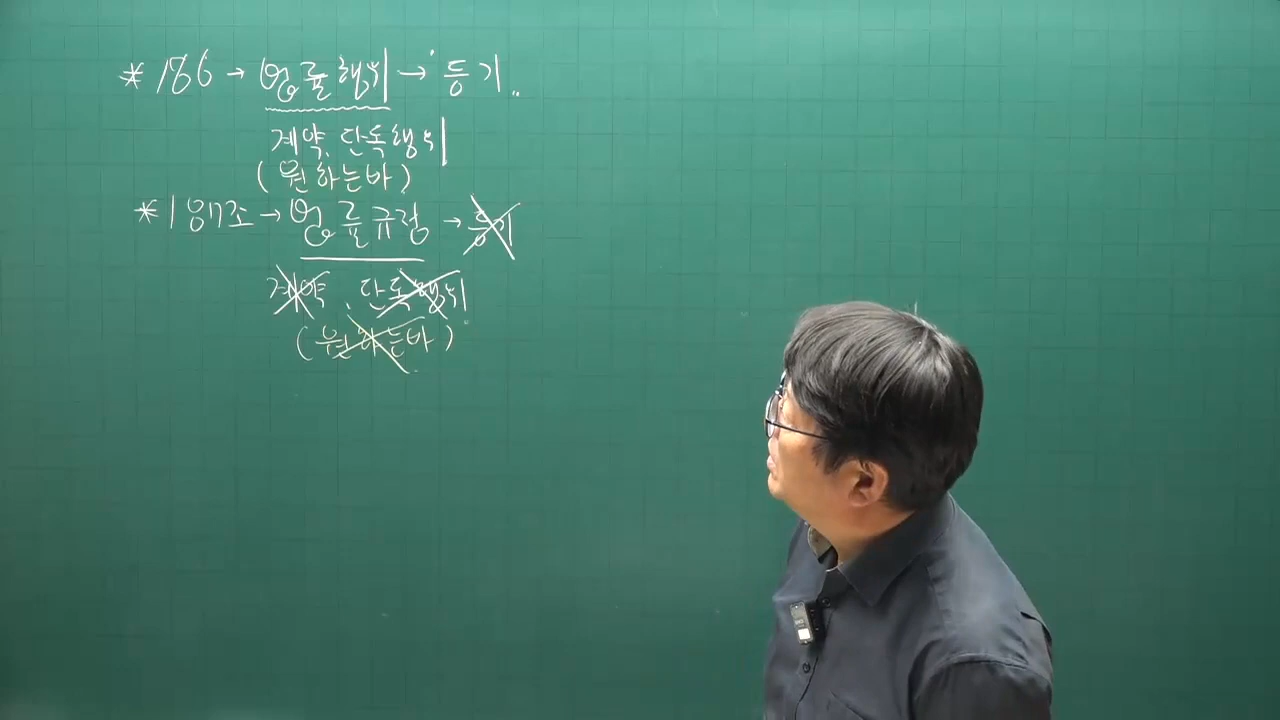 * 186 → 법률행위 → 등기
계약, 단독행위
(원하는바)
* 187조 → 법률규정 → 등기
계약, 단독행위
(원하는바)